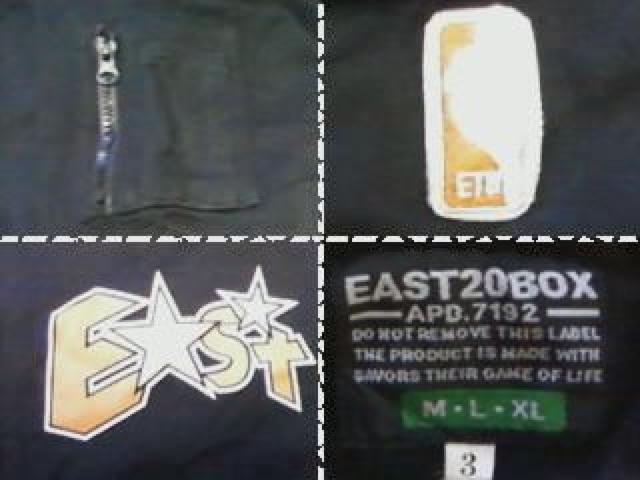 East
EAST20BOX
APD.7192
DO NOT REMOVE THIS LABEL
THE PRODUCT IS MADE WITH
SAVORS THEIR GAME OF LIFE
M·L·XL
3